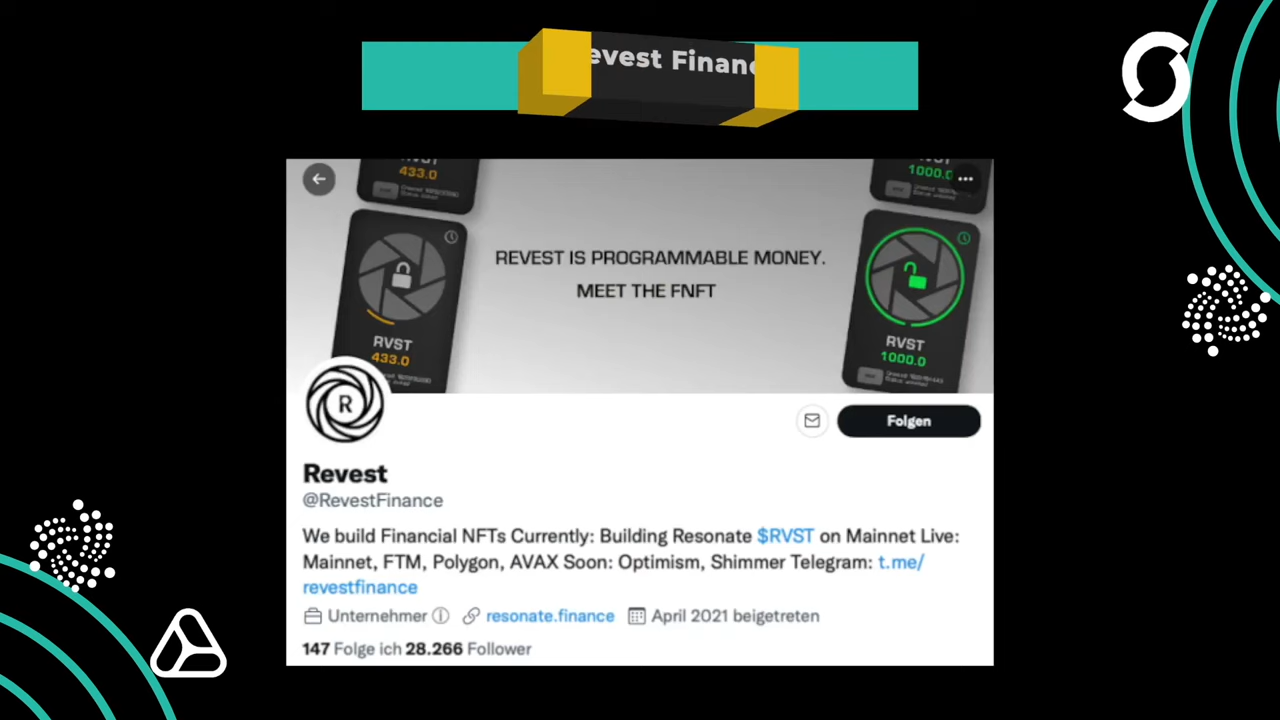 evest Finan
RVST
433.0
1000.0
REVEST IS PROGRAMMABLE MONEY.
MEET THE FNFT
RVST
433.0
RVST
1000.0
R
Folgen
Revest
@RevestFinance
We build Financial NFTs Currently: Building Resonate $RVST on Mainnet Live:
Mainnet, FTM, Polygon, AVAX Soon: Optimism, Shimmer Telegram: t.me/
revestfinance
Unternehmer resonate.finance April 2021 beigetreten
147 Folge ich 28.266 Follower